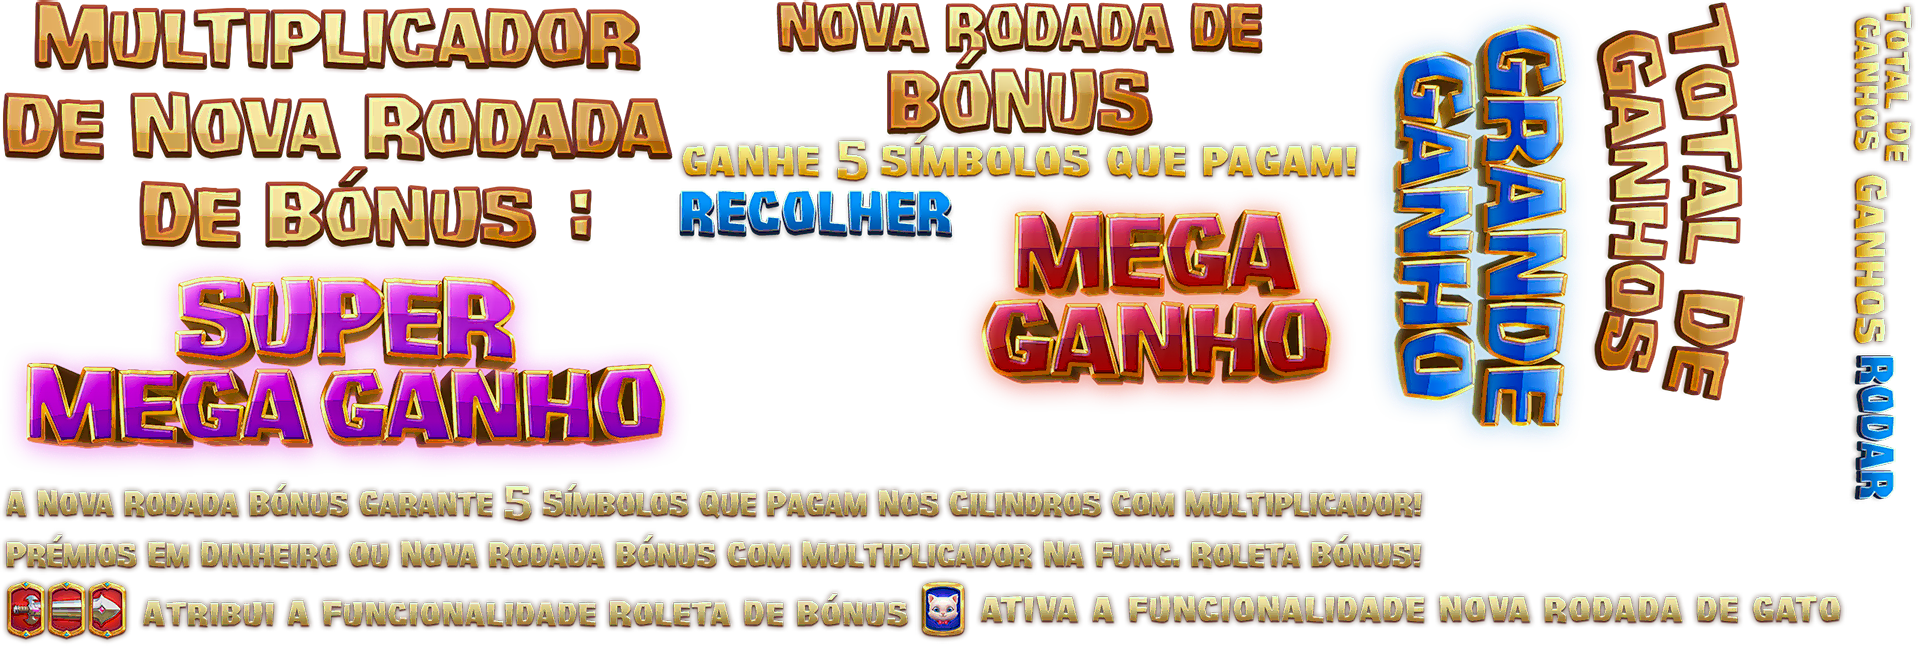 MULTIPLICADOR
DE NOVA RODADA
DE BÓNUS :
NOVA RODADA DE
BÓNUS
GANHE 5 SÍMBOLOS QUE PAGAM!
RECOLHER
MEGA
GANHO
GRANDE
GANHO
TOTAL DE
GANHOS
TOTAL DE
GANHOS
GANHOS
RODAR
SUPER
MEGA GANHO
A NOVA RODADA BÓNUS GARANTE 5 SÍMBOLOS QUE PAGAM NOS CILINDROS COM MULTIPLICADOR!
PRÉMIOS EM DINHEIRO OU NOVA RODADA BÓNUS COM MULTIPLICADOR NA FUNC. ROLETA BÓNUS!
ATRIBUI A FUNCIONALIDADE ROLETA DE BÓNUS
ATIVA A FUNCIONALIDADE NOVA RODADA DE GATO